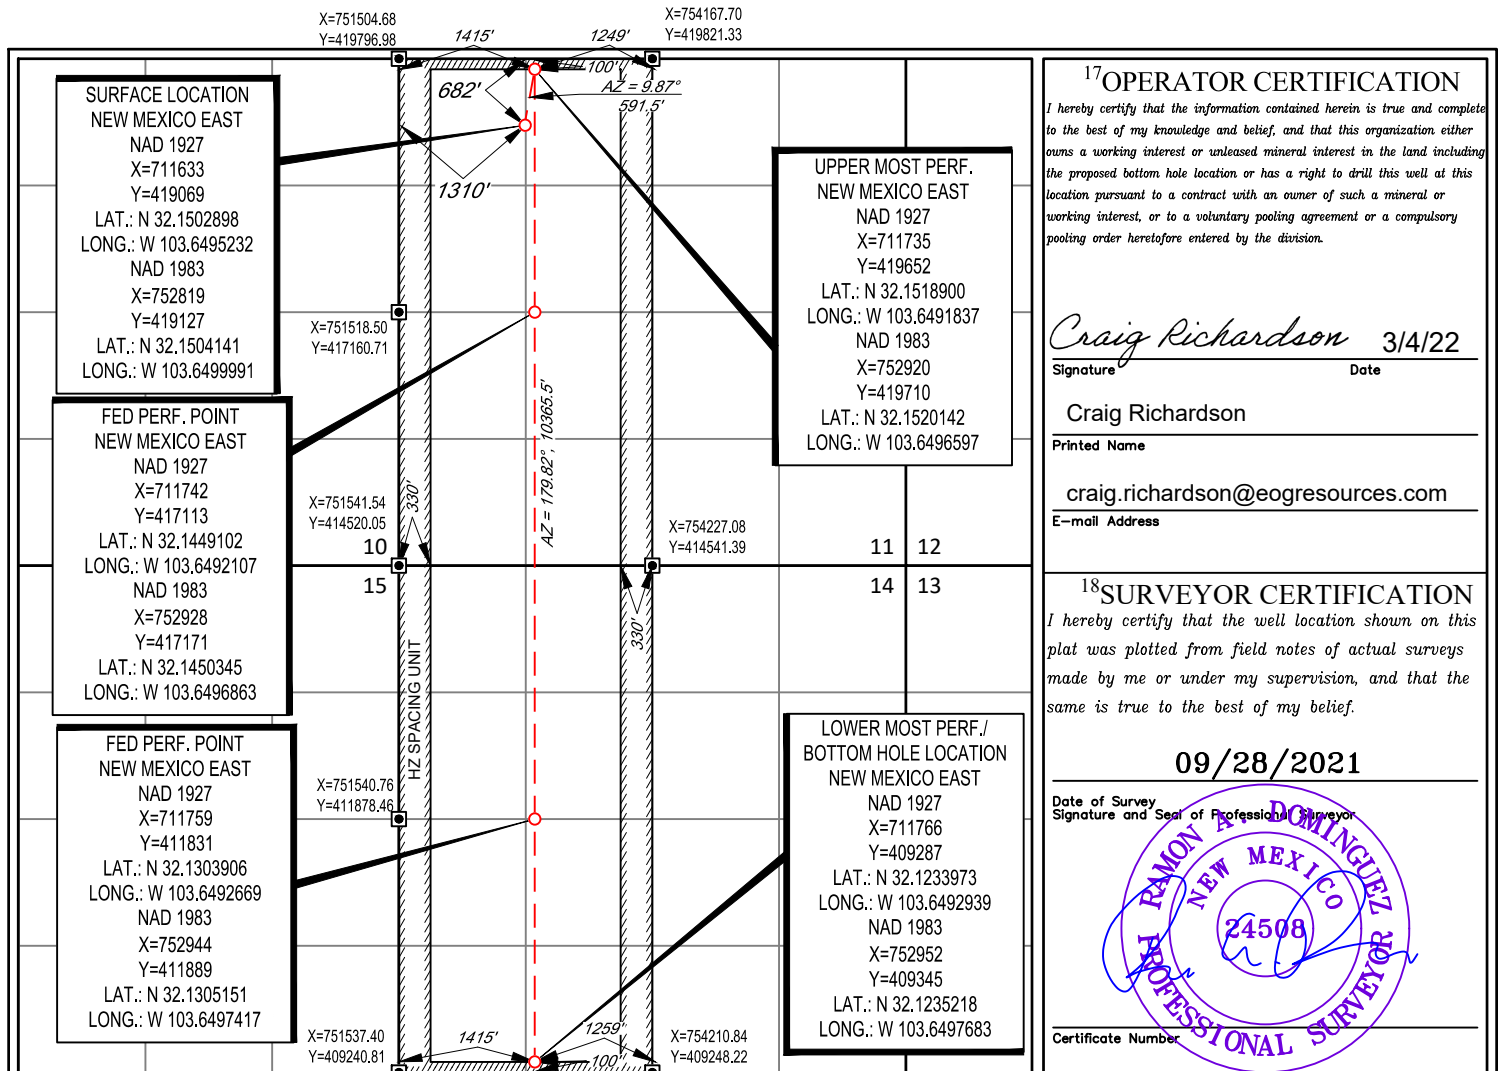 X=751504.68
Y=419796.98
1415'
1249'
X=754167.70
Y=419821.33
682'
100'
AZ = 9.87°
591.5'
1310'
SURFACE LOCATION
NEW MEXICO EAST
NAD 1927
X=711633
Y=419069
LAT.: N 32.1502898
LONG.: W 103.6495232
NAD 1983
X=752819
Y=419127
LAT.: N 32.1504141
LONG.: W 103.6499991
UPPER MOST PERF.
NEW MEXICO EAST
NAD 1927
X=711735
Y=419652
LAT.: N 32.1518900
LONG.: W 103.6491837
NAD 1983
X=752920
Y=419710
LAT.: N 32.1520142
LONG.: W 103.6496597
X=751518.50
Y=417160.71
FED PERF. POINT
NEW MEXICO EAST
NAD 1927
X=711742
Y=417113
LAT.: N 32.1449102
LONG.: W 103.6492107
NAD 1983
X=752928
Y=417171
LAT.: N 32.1450345
LONG.: W 103.6496863
AZ = 179.82°, 10365.5'
X=751541.54
Y=414520.05
330'
X=754227.08
Y=414541.39
10
15
11
12
14
13
330'
HZ SPACING UNIT
FED PERF. POINT
NEW MEXICO EAST
NAD 1927
X=711759
Y=411831
LAT.: N 32.1303906
LONG.: W 103.6492669
NAD 1983
X=752944
Y=411889
LAT.: N 32.1305151
LONG.: W 103.6497417
X=751540.76
Y=411878.46
LOWER MOST PERF./
BOTTOM HOLE LOCATION
NEW MEXICO EAST
NAD 1927
X=711766
Y=409287
LAT.: N 32.1233973
LONG.: W 103.6492939
NAD 1983
X=752952
Y=409345
LAT.: N 32.1235218
LONG.: W 103.6497683
X=751537.40
Y=409240.81
1415'
1259'
100'
X=754210.84
Y=409248.22
17OPERATOR CERTIFICATION
I hereby certify that the information contained herein is true and complete
to the best of my knowledge and belief, and that this organization either
owns a working interest or unleased mineral interest in the land including
the proposed bottom hole location or has a right to drill this well at this
location pursuant to a contract with an owner of such a mineral or
working interest, or to a voluntary pooling agreement or a compulsory
pooling order heretofore entered by the division.
Craig Richardson 3/4/22
Signature Date
Craig Richardson
Printed Name
craig.richardson@eogresources.com
E-mail Address
18SURVEYOR CERTIFICATION
I hereby certify that the well location shown on this
plat was plotted from field notes of actual surveys
made by me or under my supervision, and that the
same is true to the best of my belief.
09/28/2021
Date of Survey
Signature and Seal of Professional Surveyor
RAMON A. DOMINGUEZ
NEW MEXICO
24508
PROFESSIONAL SURVEYOR
Certificate Number